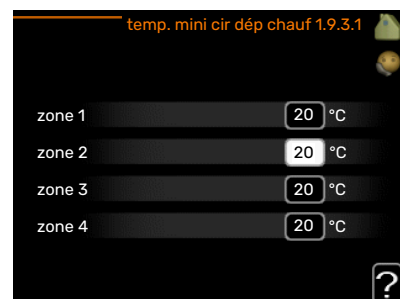 temp. mini cir dép chauf 1.9.3.1
zone 1 20 °C
zone 2 20 °C
zone 3 20 °C
zone 4 20 °C
?